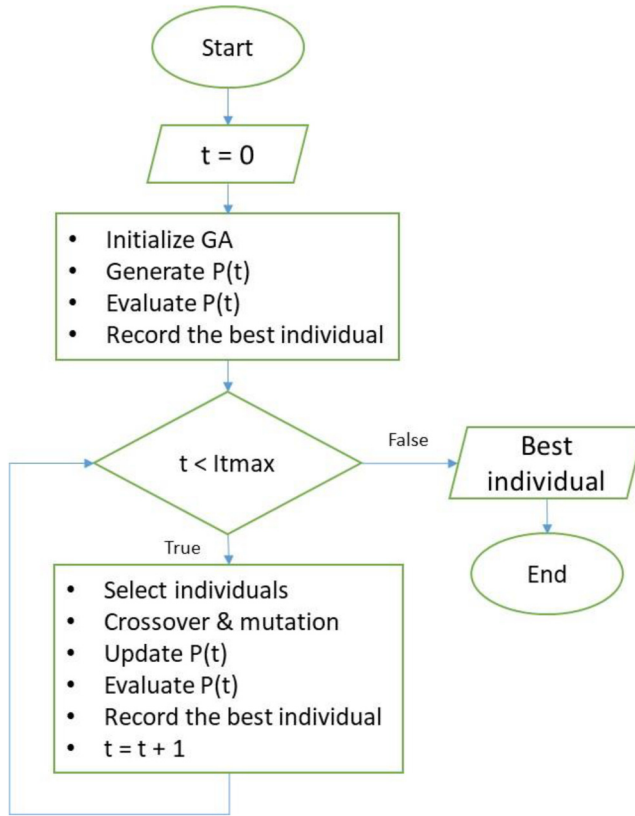 Start
t = 0
• Initialize GA
• Generate P(t)
• Evaluate P(t)
• Record the best individual
t < Itmax
False
Best
individual
True
End
• Select individuals
• Crossover & mutation
• Update P(t)
• Evaluate P(t)
• Record the best individual
• t = t + 1